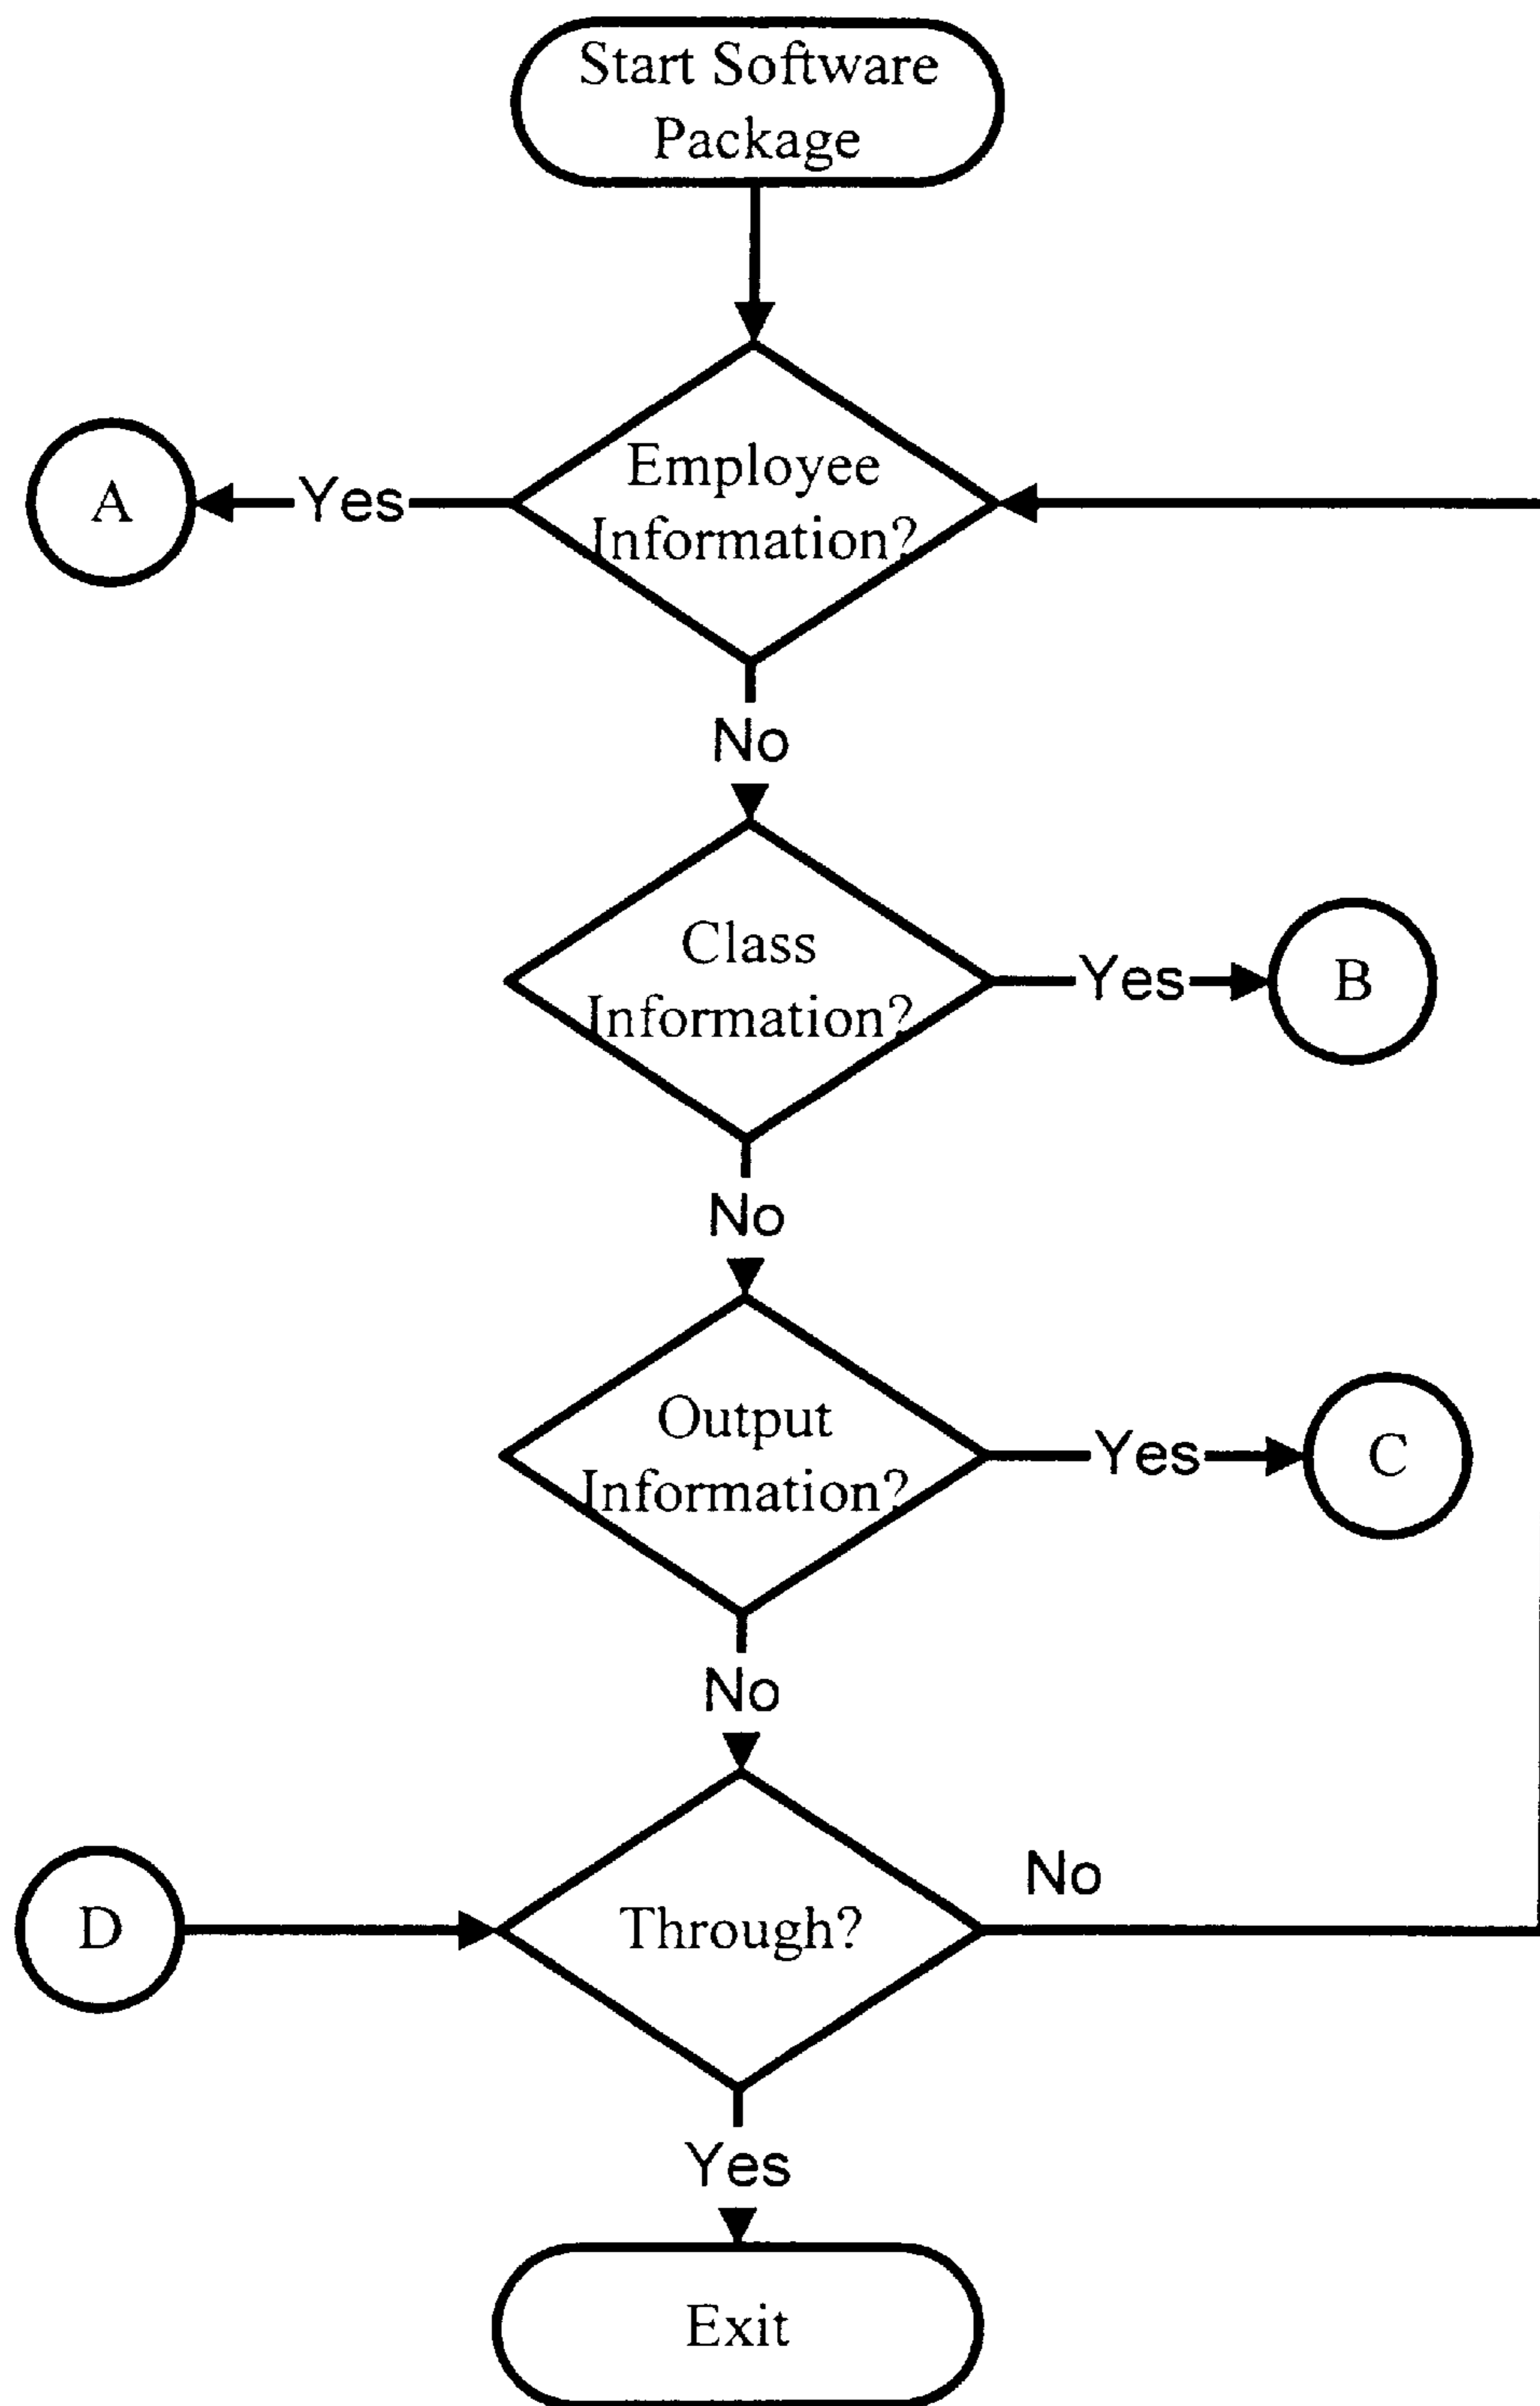 Start Software
Package
Employee
Information?
Yes
A
No
Class
Information?
Yes
B
No
Output
Information?
Yes
C
No
D
Through?
No
Yes
Exit